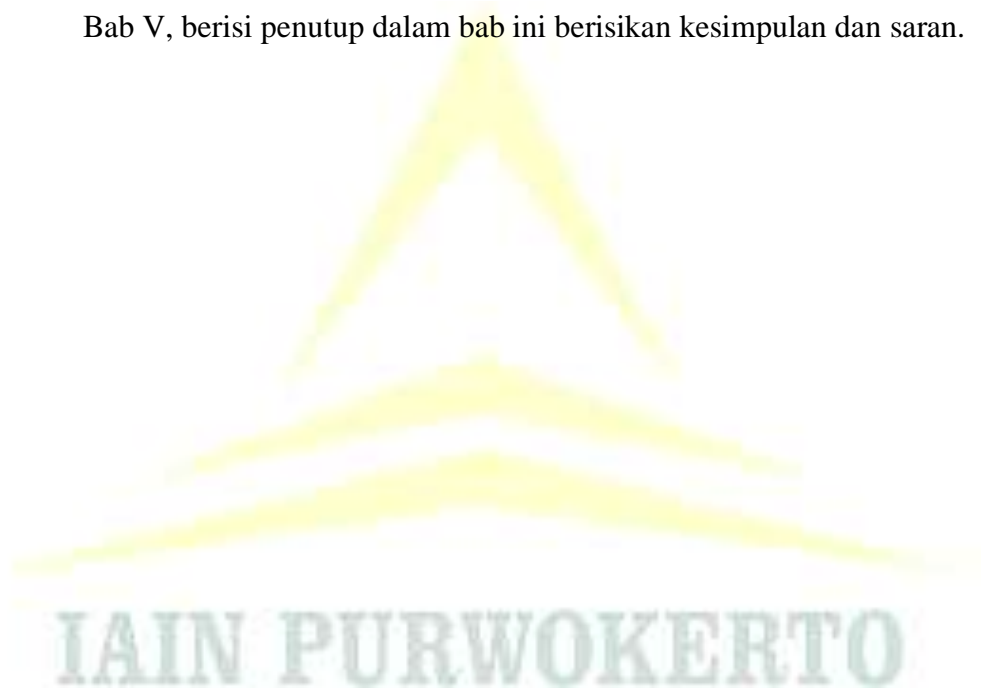 Bab V, berisi penutup dalam bab ini berisikan kesimpulan dan saran.
IAIN PURWOKERTO